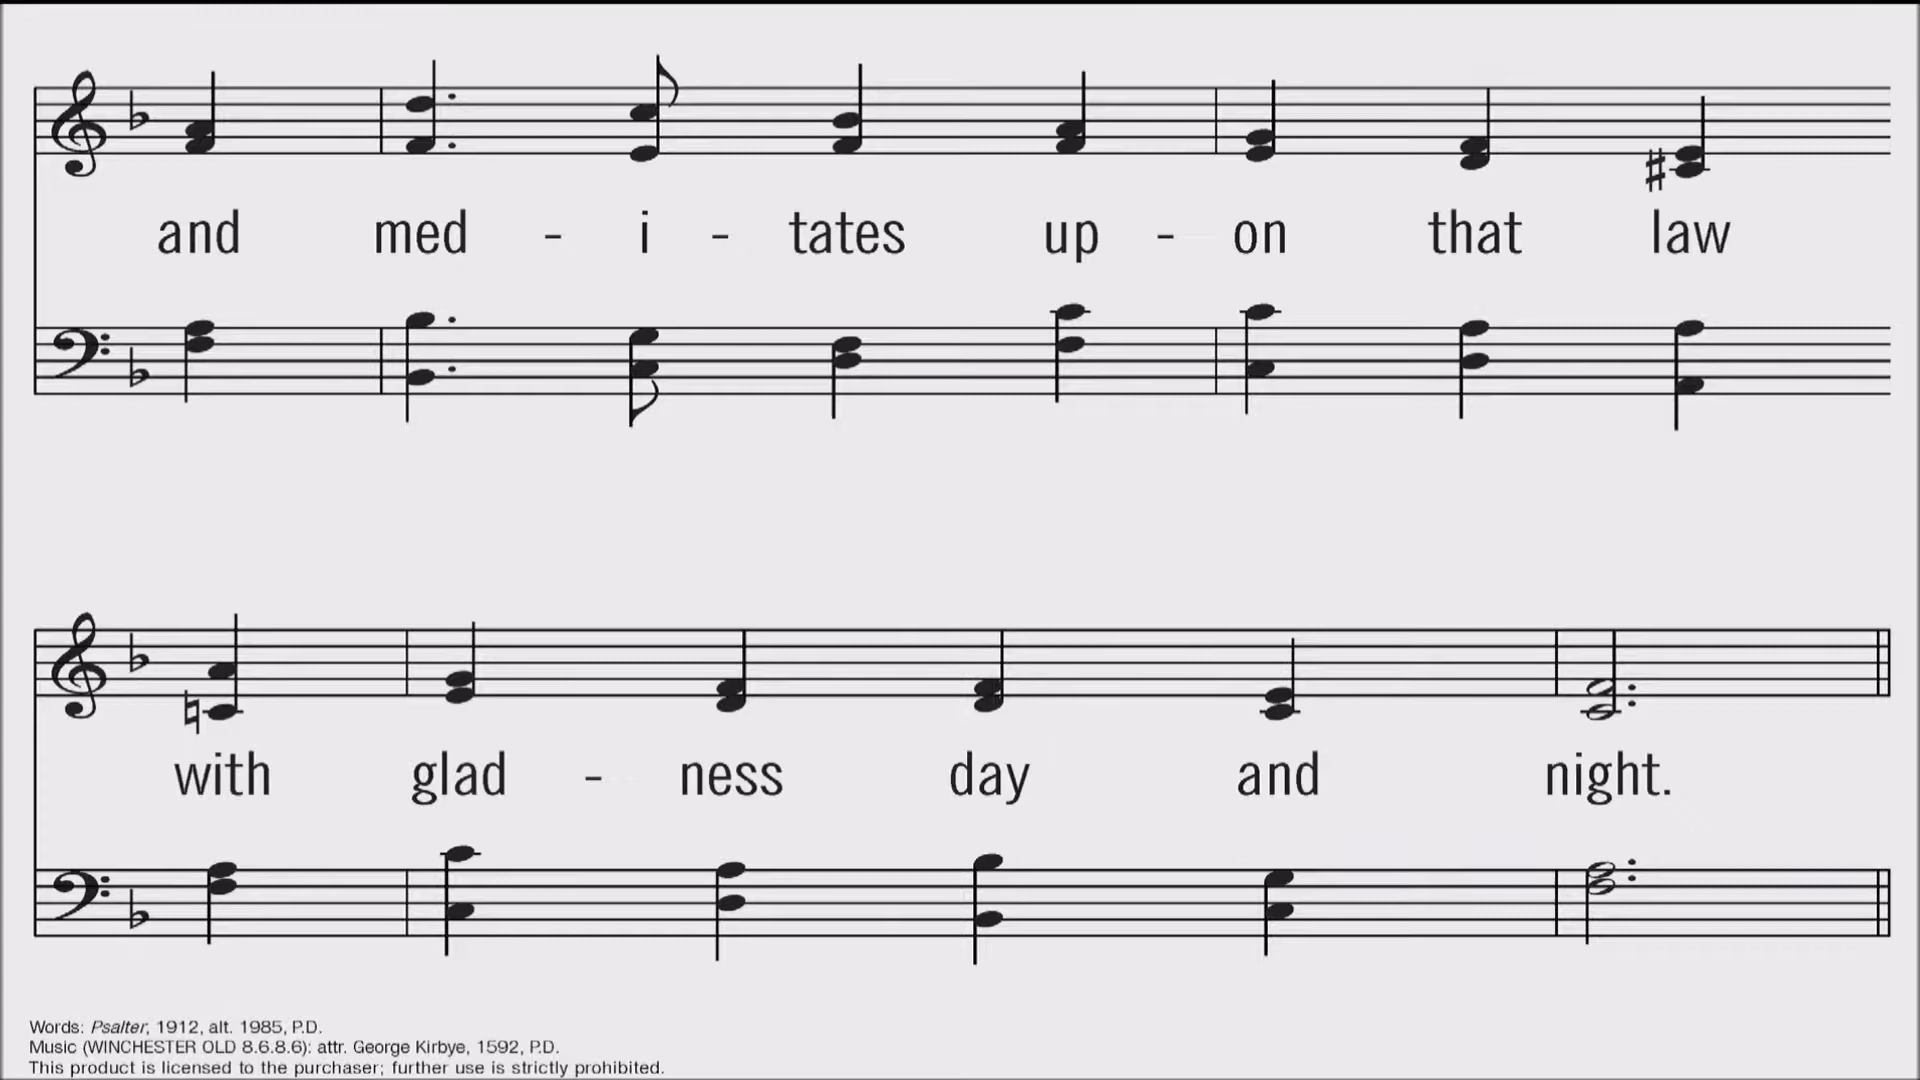 and med - i - tates up - on that law
with glad - ness day and night.
Words: Psalter, 1912, alt. 1985, P.D.
Music (WINCHESTER OLD 8.6.8.6): attr. George Kirbye, 1592, P.D.
This product is licensed to the purchaser; further use is strictly prohibited.